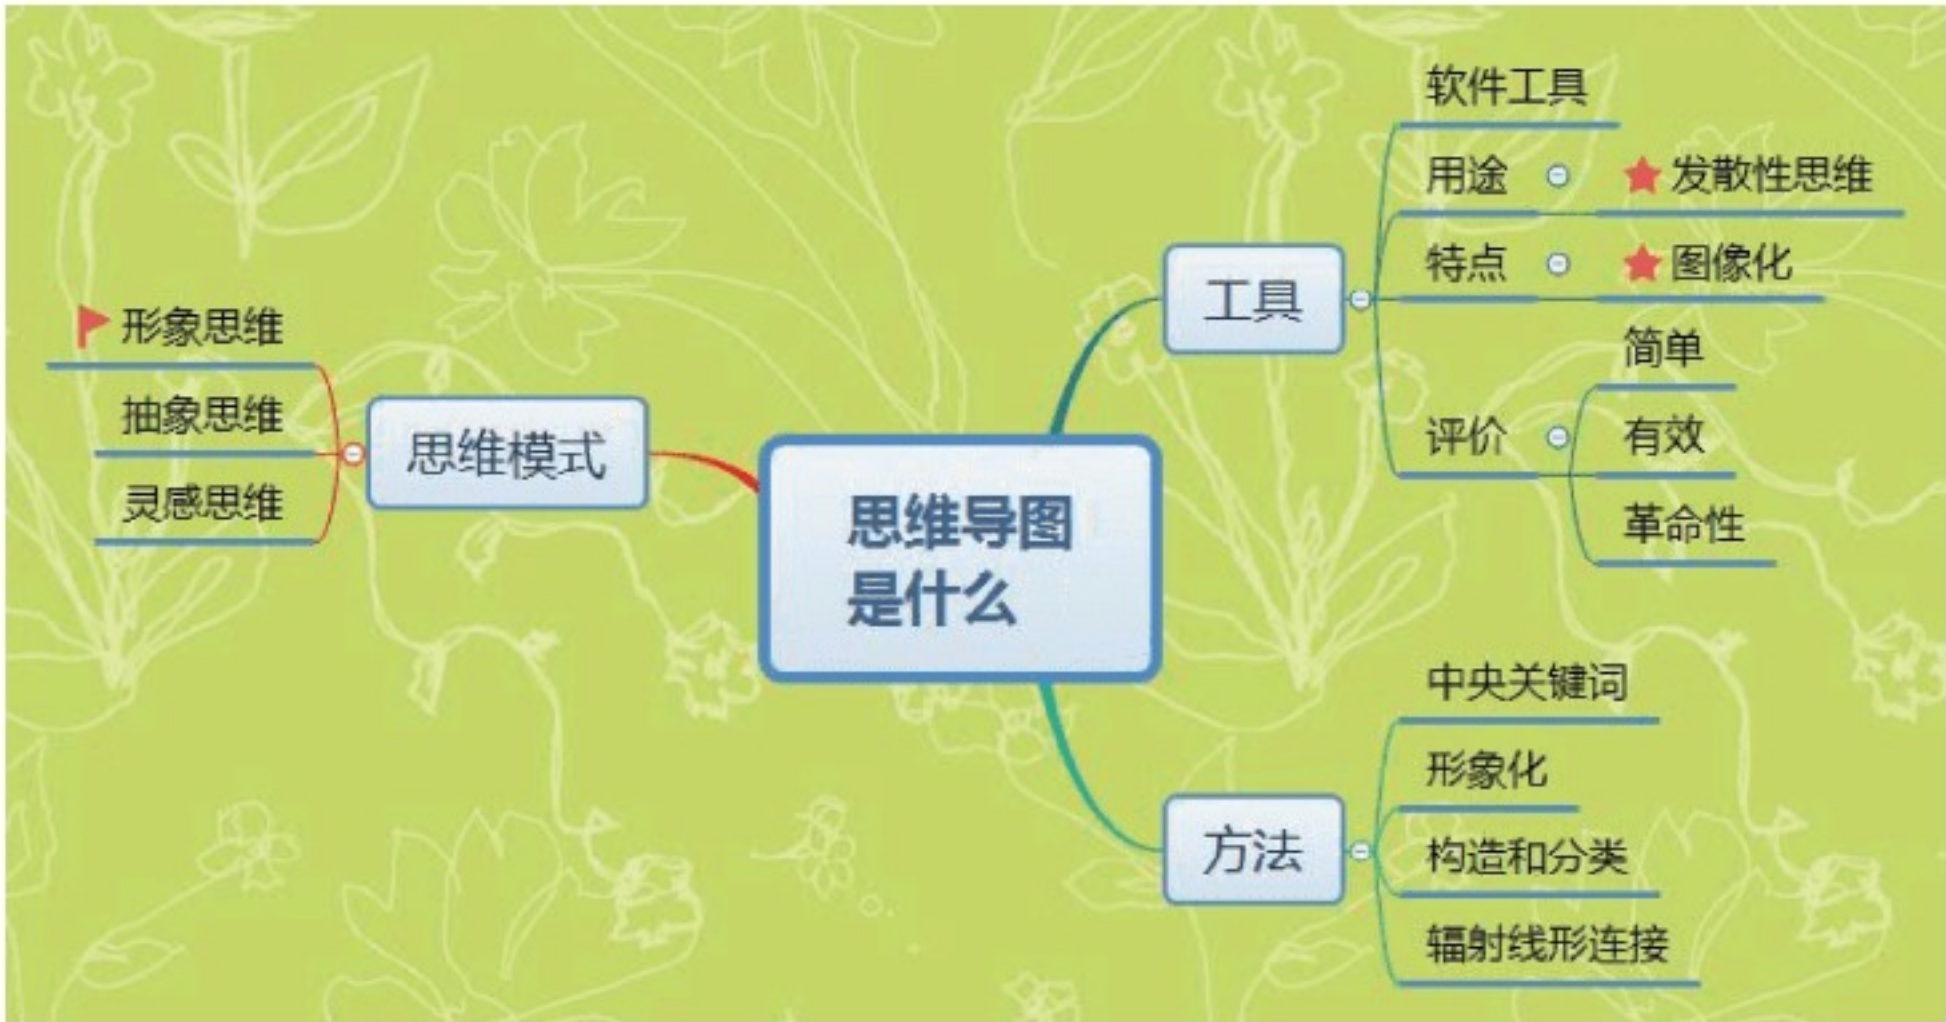 思维导图
是什么
工具
软件工具
用途
发散性思维
特点
图像化
评价
简单
有效
革命性
方法
中央关键词
形象化
构造和分类
辐射线形连接
思维模式
形象思维
抽象思维
灵感思维